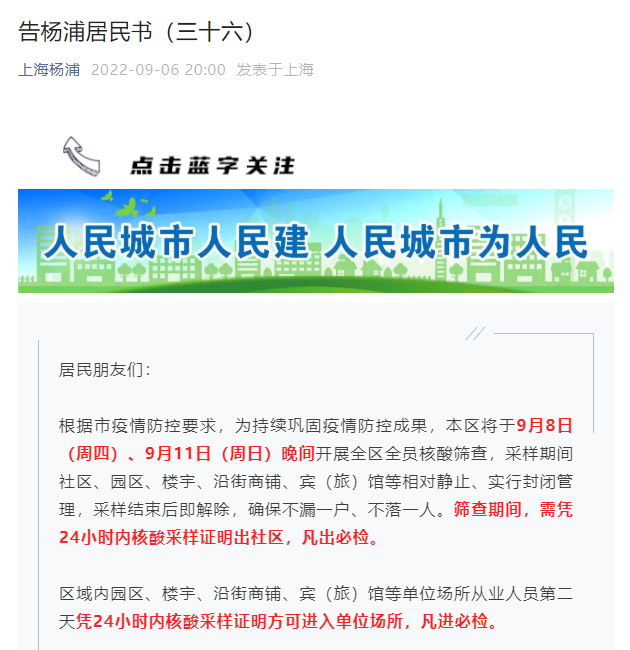 告杨浦居民书（三十六）
上海杨浦 2022-09-06 20:00 发表于上海
点击蓝字关注
人民城市人民建 人民城市为人民
居民朋友们：
根据市疫情防控要求，为持续巩固疫情防控成果，本区将于9月8日
（周四）、9月11日（周日）晚间开展全区全员核酸筛查，采样期间
社区、园区、楼宇、沿街商铺、宾（旅）馆等相对静止、实行封闭管
理，采样结束后即解除，确保不漏一户、不落一人。筛查期间，需凭
24小时内核酸采样证明出社区，凡出必检。
区域内园区、楼宇、沿街商铺、宾（旅）馆等单位场所从业人员第二
天凭24小时内核酸采样证明方可进入单位场所，凡进必检。